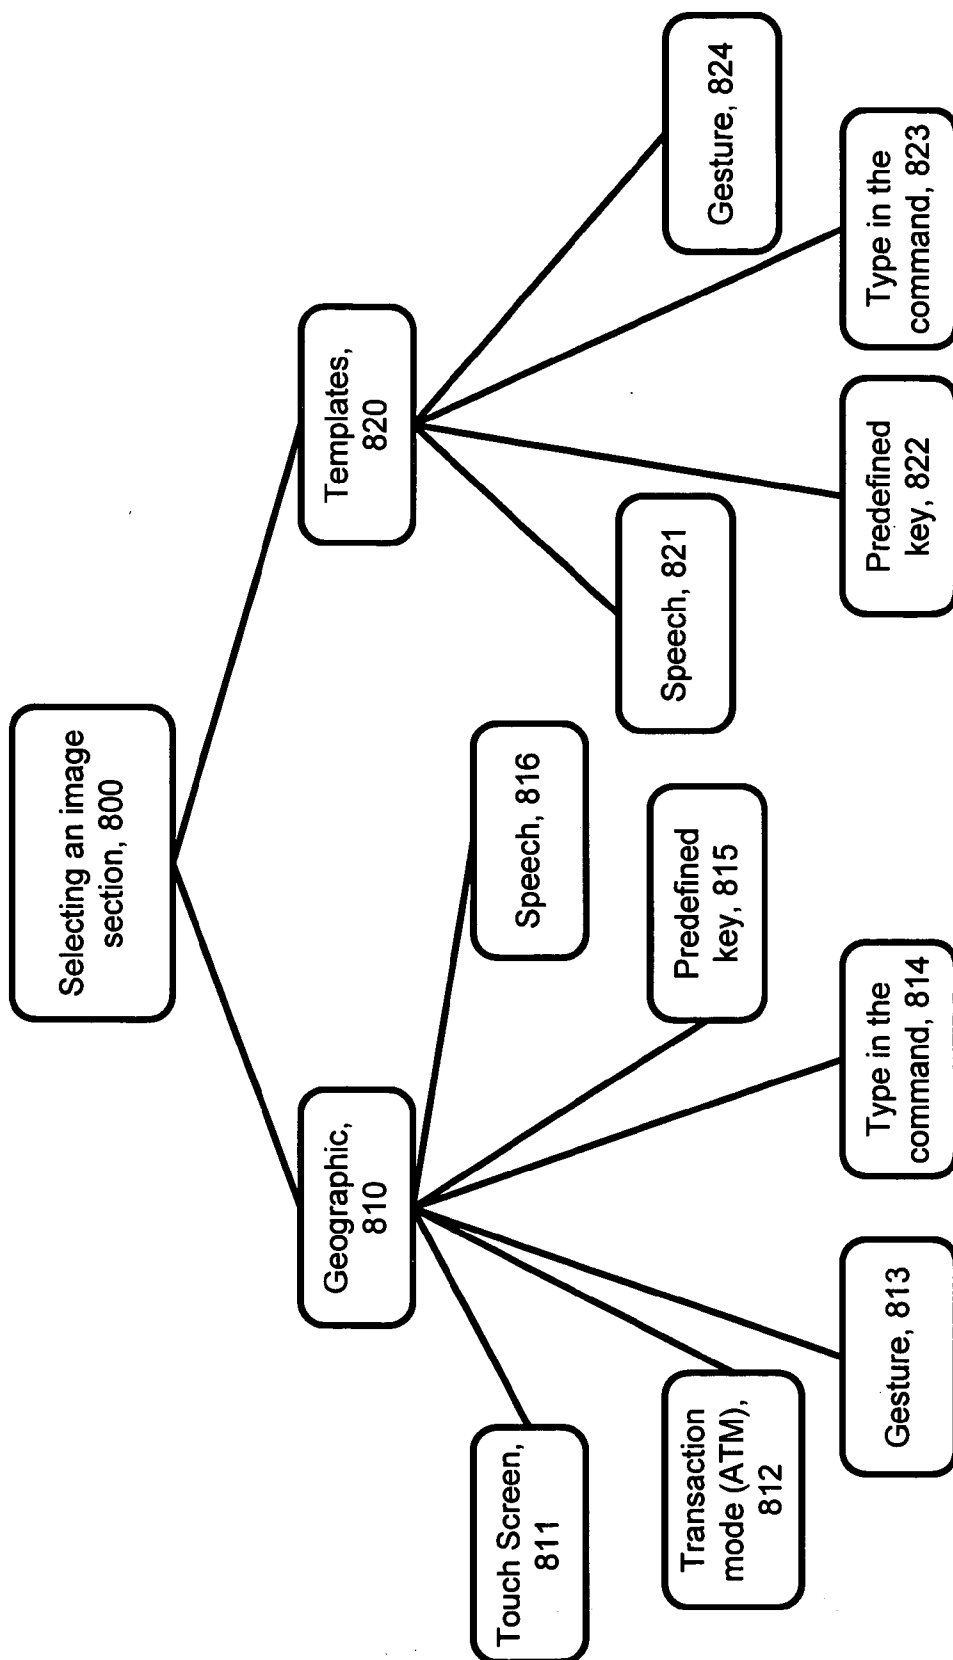 Selecting an image
section, 800
Geographic,
810
Templates,
820
Touch Screen,
811
Transaction
mode (ATM),
812
Gesture, 813
Type in the
command, 814
Predefined
key, 815
Speech, 816
Speech, 821
Predefined
key, 822
Type in the
command, 823
Gesture, 824